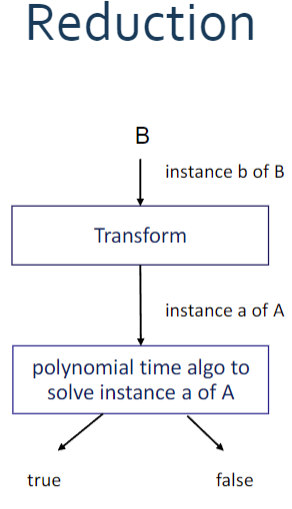 Reduction
B
instance b of B
Transform
instance a of A
polynomial time algo to
solve instance a of A
true
false